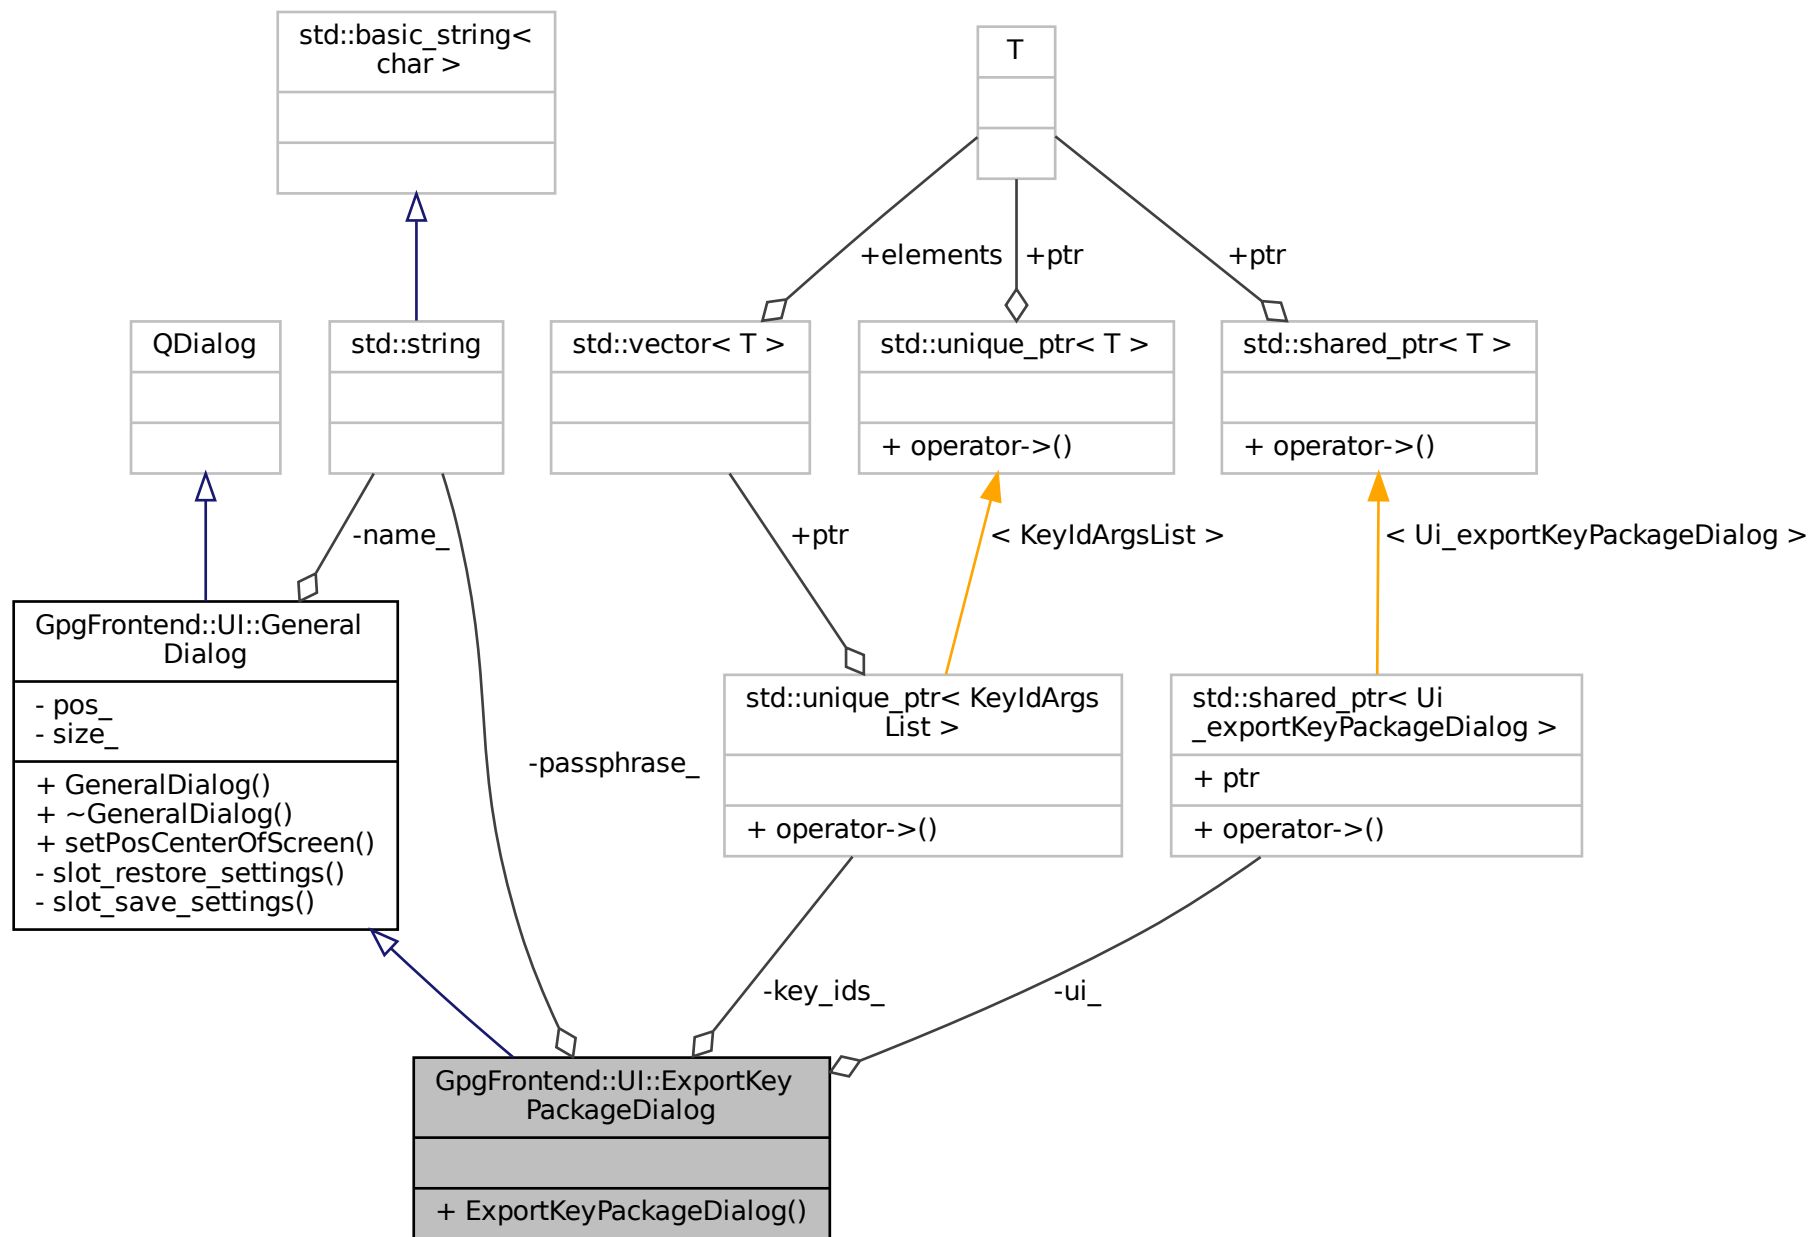 std::basic_string<
char >
T
+elements
+ptr
+ptr
QDialog
std::string
std::vector< T >
std::unique_ptr< T >
+ operator->()
std::shared_ptr< T >
+ operator->()
-name_
+ptr
< KeyIdArgsList >
< Ui_exportKeyPackageDialog >
GpgFrontend::UI::General
Dialog
- pos_
- size_
+ GeneralDialog()
+ ~GeneralDialog()
+ setPosCenterOfScreen()
- slot_restore_settings()
- slot_save_settings()
-passphrase_
std::unique_ptr< KeyIdArgs
List >
+ operator->()
std::shared_ptr< Ui
_exportKeyPackageDialog >
+ ptr
+ operator->()
-key_ids_
-ui_
GpgFrontend::UI::ExportKey
PackageDialog
+ ExportKeyPackageDialog()